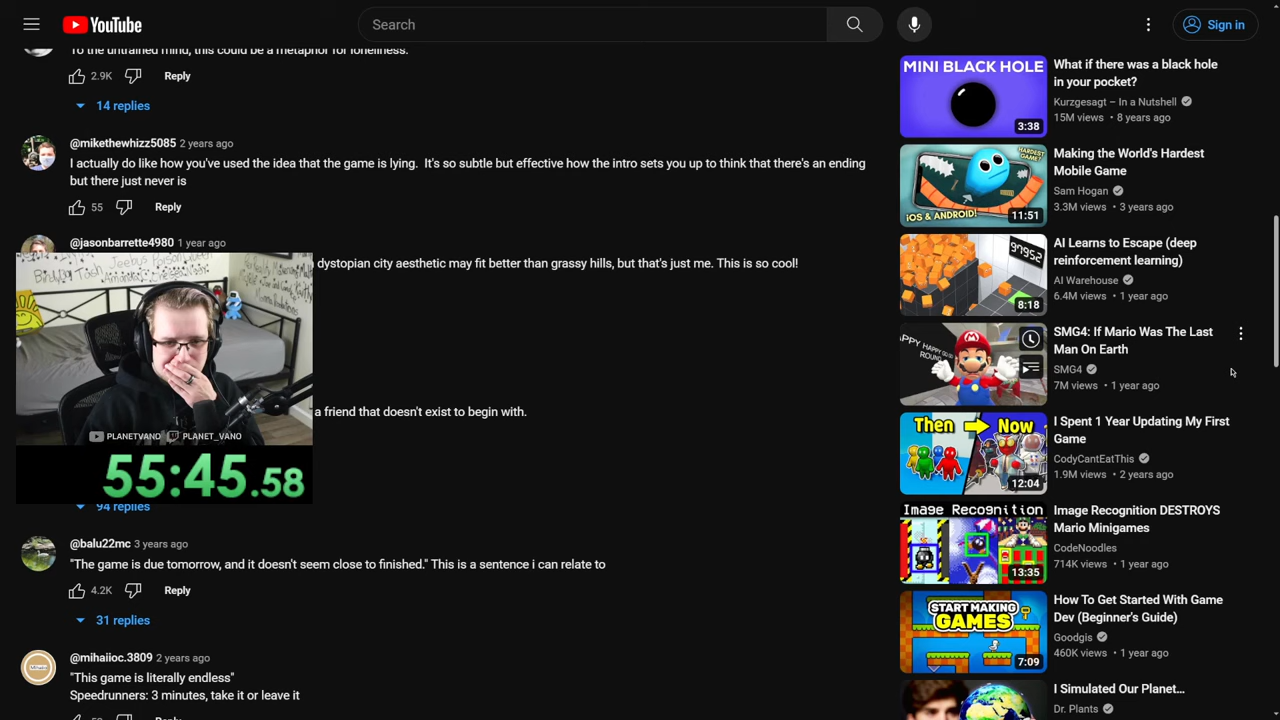 YouTube
Search
Sign in
To the untrained mind, this could be a metaphor for loneliness.
2.9K
Reply
14 replies
@mikethewhizz5085 2 years ago
I actually do like how you've used the idea that the game is lying. It's so subtle but effective how the intro sets you up to think that there's an ending
but there just never is
55
Reply
@jasonbarrette4980 1 year ago
dystopian city aesthetic may fit better than grassy hills, but that's just me. This is so cool!
a friend that doesn't exist to begin with.
PLANETVANO PLANET_VANO
55:45.58
94 replies
@balu22mc 3 years ago
"The game is due tomorrow, and it doesn't seem close to finished." This is a sentence i can relate to
4.2K
Reply
31 replies
@mihaiioc.3809 2 years ago
"This game is literally endless"
Speedrunners: 3 minutes, take it or leave it
MINI BLACK HOLE
3:38
What if there was a black hole
in your pocket?
Kurzgesagt – In a Nutshell
15M views • 8 years ago
HARDEST
GAME?
iOS & ANDROID!
11:51
Making the World's Hardest
Mobile Game
Sam Hogan
3.3M views • 3 years ago
97952
8:18
AI Learns to Escape (deep
reinforcement learning)
AI Warehouse
6.4M views • 1 year ago
SMG4: If Mario Was The Last
Man On Earth
SMG4
7M views • 1 year ago
Then Now
12:04
I Spent 1 Year Updating My First
Game
CodyCantEatThis
1.9M views • 2 years ago
Image Recognition
13:35
Image Recognition DESTROYS
Mario Minigames
CodeNoodles
714K views • 1 year ago
START MAKING
GAMES
7:09
How To Get Started With Game
Dev (Beginner's Guide)
Goodgis
460K views • 1 year ago
I Simulated Our Planet...
Dr. Plants